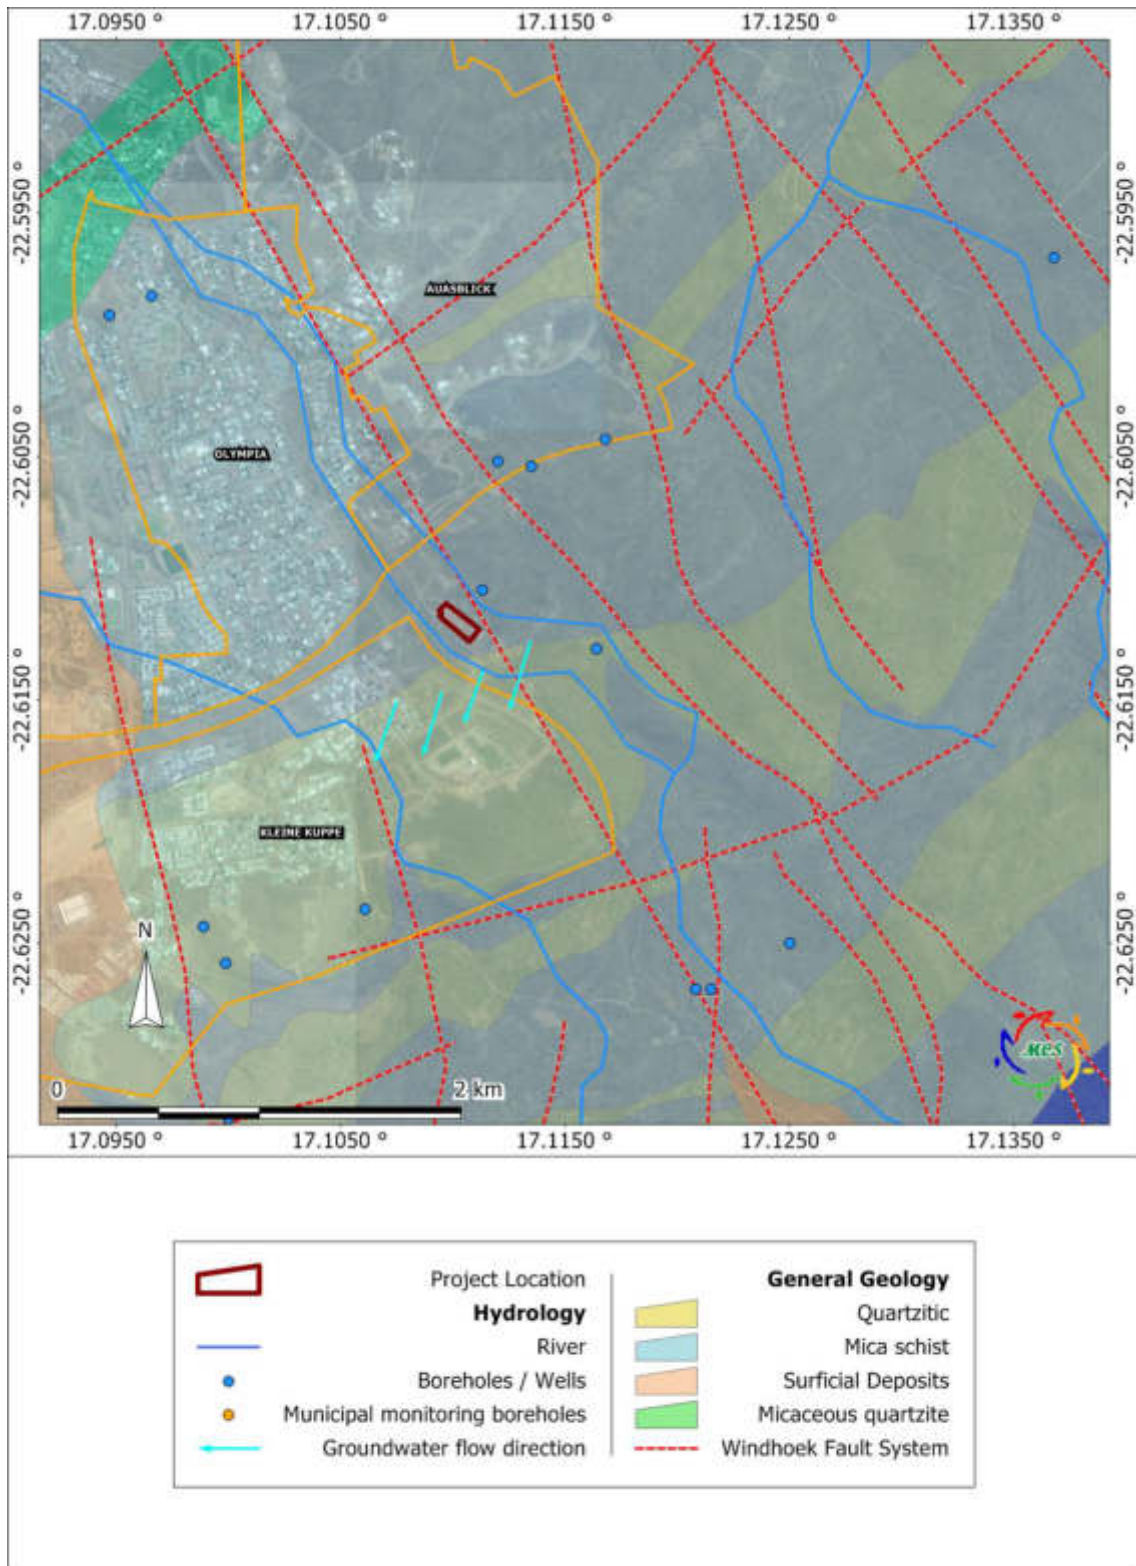 17.0950 ° 17.1050 ° 17.1150 ° 17.1250 ° 17.1350 °
-22.5950 ° -22.5950 °
AUASBLICK
OLYMPIA
-22.6050 ° -22.6050 °
-22.6150 ° -22.6150 °
KLEINE KUPPE
-22.6250 ° -22.6250 °
N
MCS
0 2 km
17.0950 ° 17.1050 ° 17.1150 ° 17.1250 ° 17.1350 °
Project Location
Hydrology
River
Boreholes / Wells
Municipal monitoring boreholes
Groundwater flow direction
General Geology
Quartzitic
Mica schist
Surficial Deposits
Micaceous quartzite
Windhoek Fault System